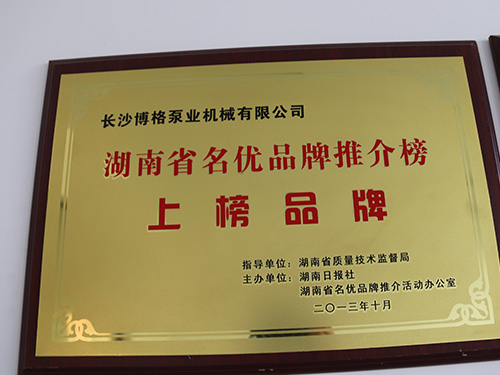 长沙博格泵业机械有限公司
湖南省名优品牌推介榜
上榜品牌
指导单位：湖南省质量技术监督局
主办单位：湖南日报社
湖南省名优品牌推介活动办公室
二〇一三年十月